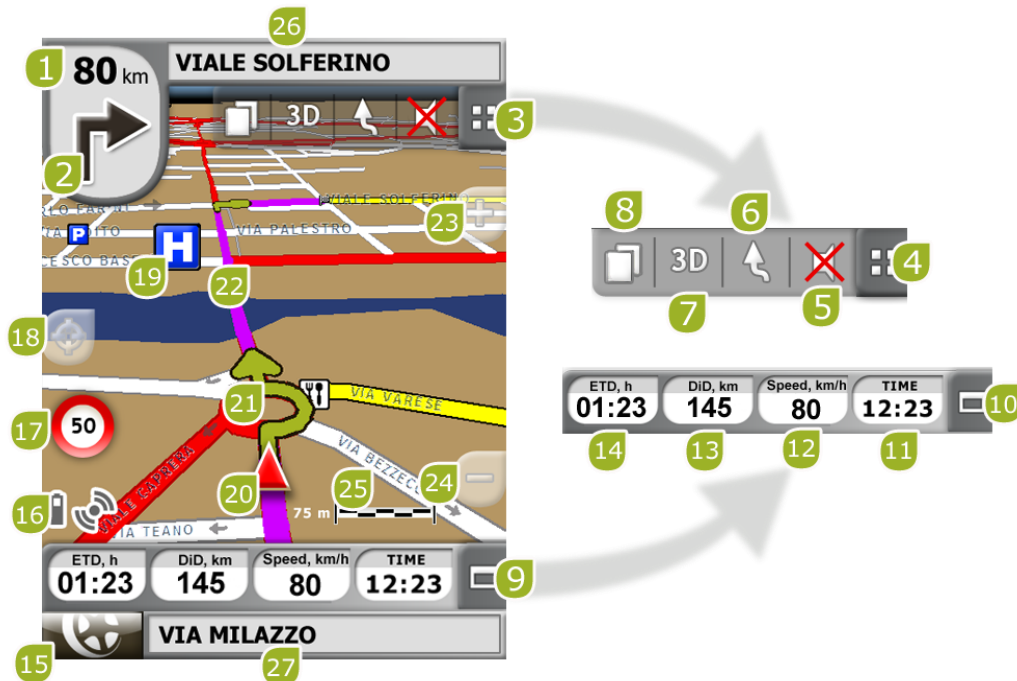 26
1
80 km
VIALE SOLFERINO
3D
3
2
8
6
VIALE SOLFERINO
23
P
VIA PALESTRO
H
19
22
3D
4
7
5
18
21
17
50
VIA VARESE
ETD, h
01:23
DiD, km
145
Speed, km/h
80
TIME
12:23
10
14
13
12
11
VIALE CAPRERA
VIA BEZZECC
20
25
24
16
75 m
IA TEANO
ETD, h
01:23
DiD, km
145
Speed, km/h
80
TIME
12:23
9
15
VIA MILAZZO
27